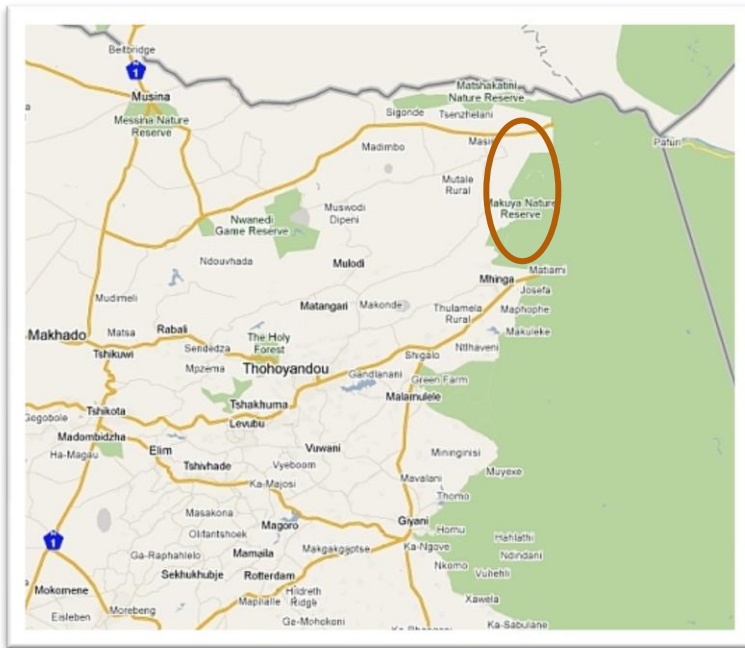 Beitbridge
1
Musina
Messina Nature
Reserve
Matshakatini
Nature Reserve
Sigonde
Tsenzhelani
Madimbo
Masi
Pafuri
Mutale
Rural
Makuya Nature
Reserve
Nwanedi
Game Reserve
Muswodi
Dipeni
Ndouvhada
Mulodi
Mhinga
Matiami
Josefa
Mudimeli
Matangari
Makonde
Thulamela
Rural
Maphophe
Makuleke
Makhado
Matsa
Rabali
The Holy
Forest
Tshikuwi
Sendedza
Mpzema
Ntlhaveni
Shigalo
Thohoyandou
Gandlanani
Green Farm
Malamulele
Tshakhuma
Gogobole
Tshikota
Levubu
Madombidzha
Ha-Magau
Elim
Vuwani
Mininginisi
Tshivhade
Vyeboom
Muyexe
Ka-Majosi
Mavalani
Thomo
Masakona
Olifantshoek
Magoro
Giyani
Homu
1
Hahlathi
Ga-Raphahlelo
Mamaila
Makgakgaptse
Ka-Ngove
Ndindani
Nkomo
Vuhehli
Sekhukhubje
Rotterdam
Mokomene
Hildreth
Ridge
Maphalle
Xawela
Eisleben
Morebeng
Ga-Mohokoni
Ka-Sabulane